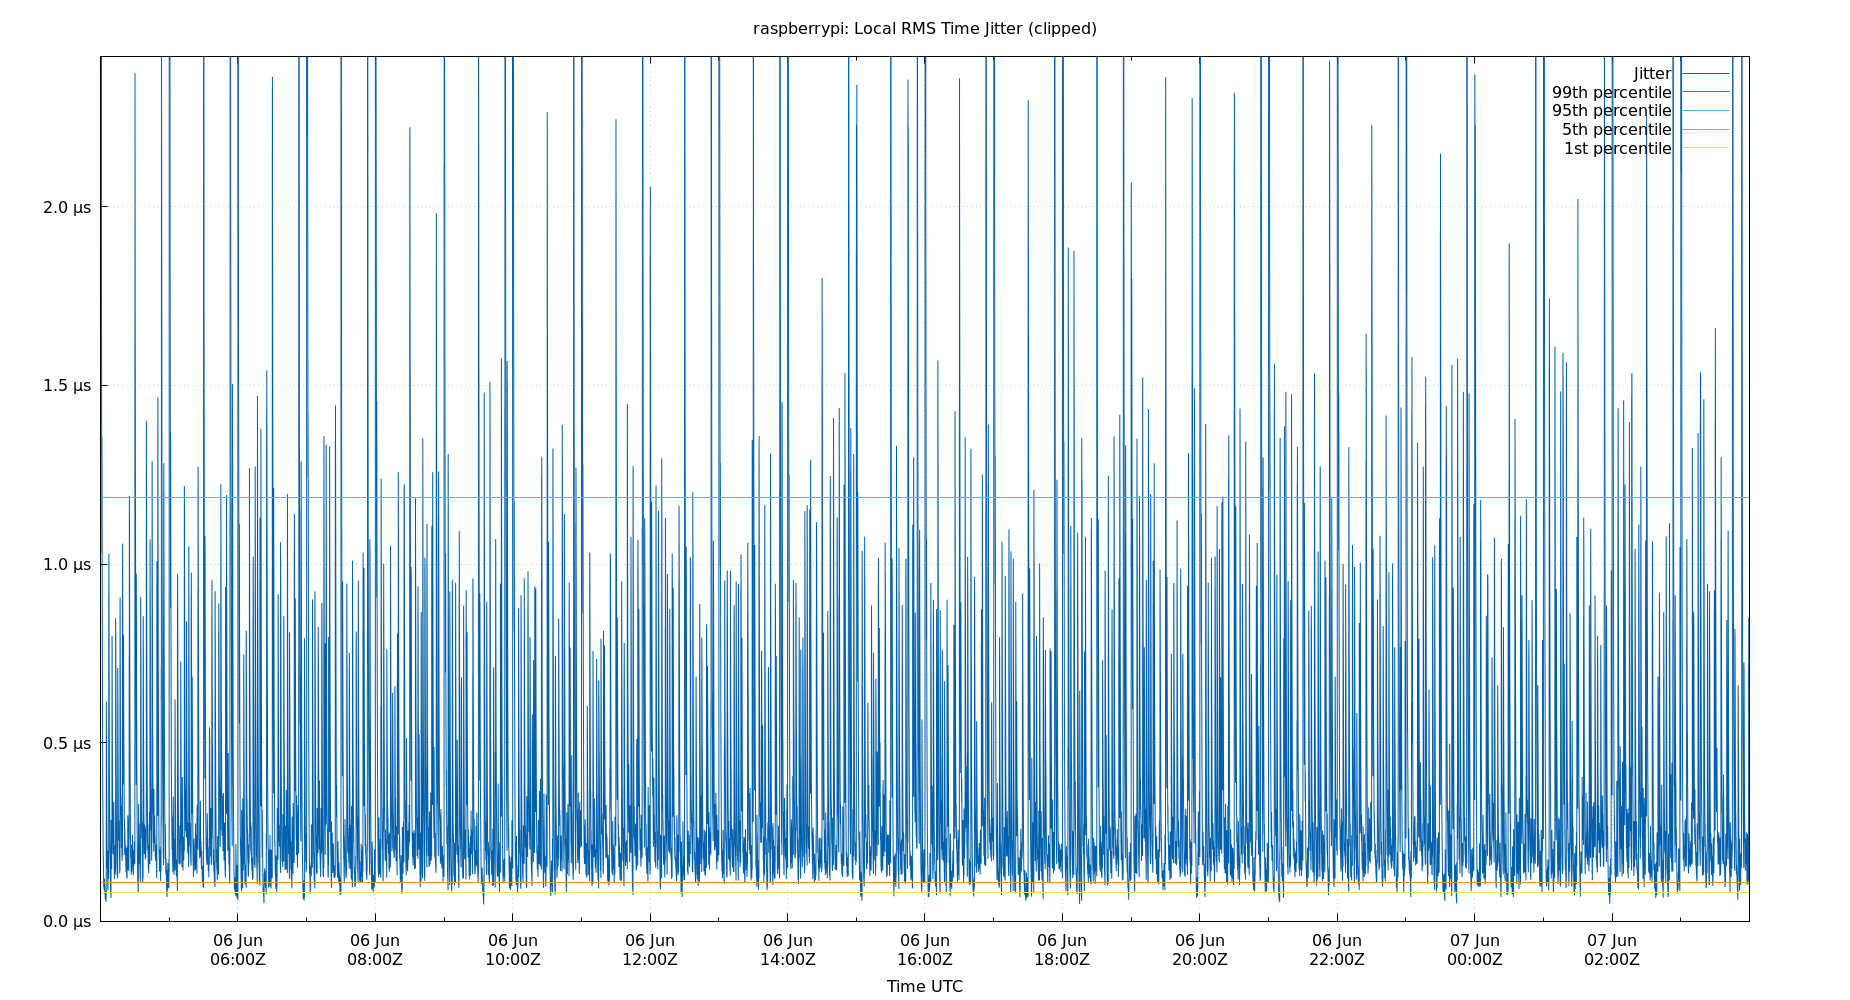 raspberrypi: Local RMS Time Jitter (clipped)
Jitter
99th percentile
95th percentile
5th percentile
1st percentile
2.0 µs
1.5 µs
1.0 µs
0.5 µs
0.0 µs
06 Jun 06 Jun 06 Jun 06 Jun 06 Jun 06 Jun 06 Jun 06 Jun 06 Jun 07 Jun 07 Jun
06:00Z 08:00Z 10:00Z 12:00Z 14:00Z 16:00Z 18:00Z 20:00Z 22:00Z 00:00Z 02:00Z
Time UTC